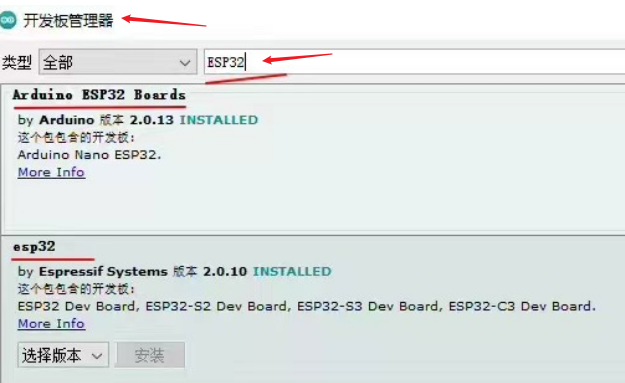 开发板管理器
类型 全部 ESP32
Arduino ESP32 Boards
by Arduino 版本 2.0.13 INSTALLED
这个包包含的开发板：
Arduino Nano ESP32.
More Info
esp32
by Espressif Systems 版本 2.0.10 INSTALLED
这个包包含的开发板：
ESP32 Dev Board, ESP32-S2 Dev Board, ESP32-S3 Dev Board, ESP32-C3 Dev Board.
More Info
选择版本 安装